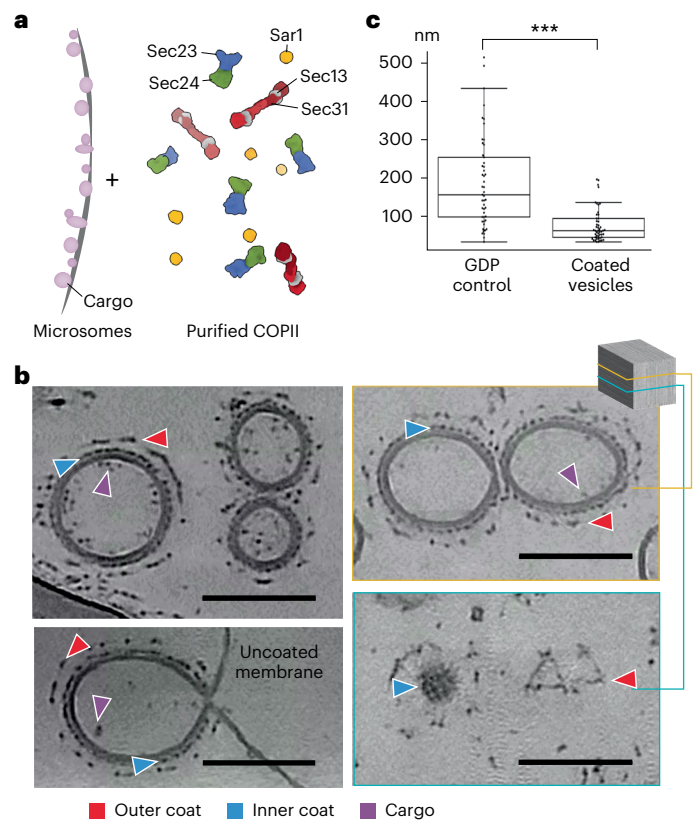 a
Sar1
Sec23
Sec24
Sec13
Sec31
+
Cargo
Microsomes
Purified COPII
c
nm
***
500
400
300
200
100
GDP
control
Coated
vesicles
b
Uncoated
membrane
Outer coat
Inner coat
Cargo